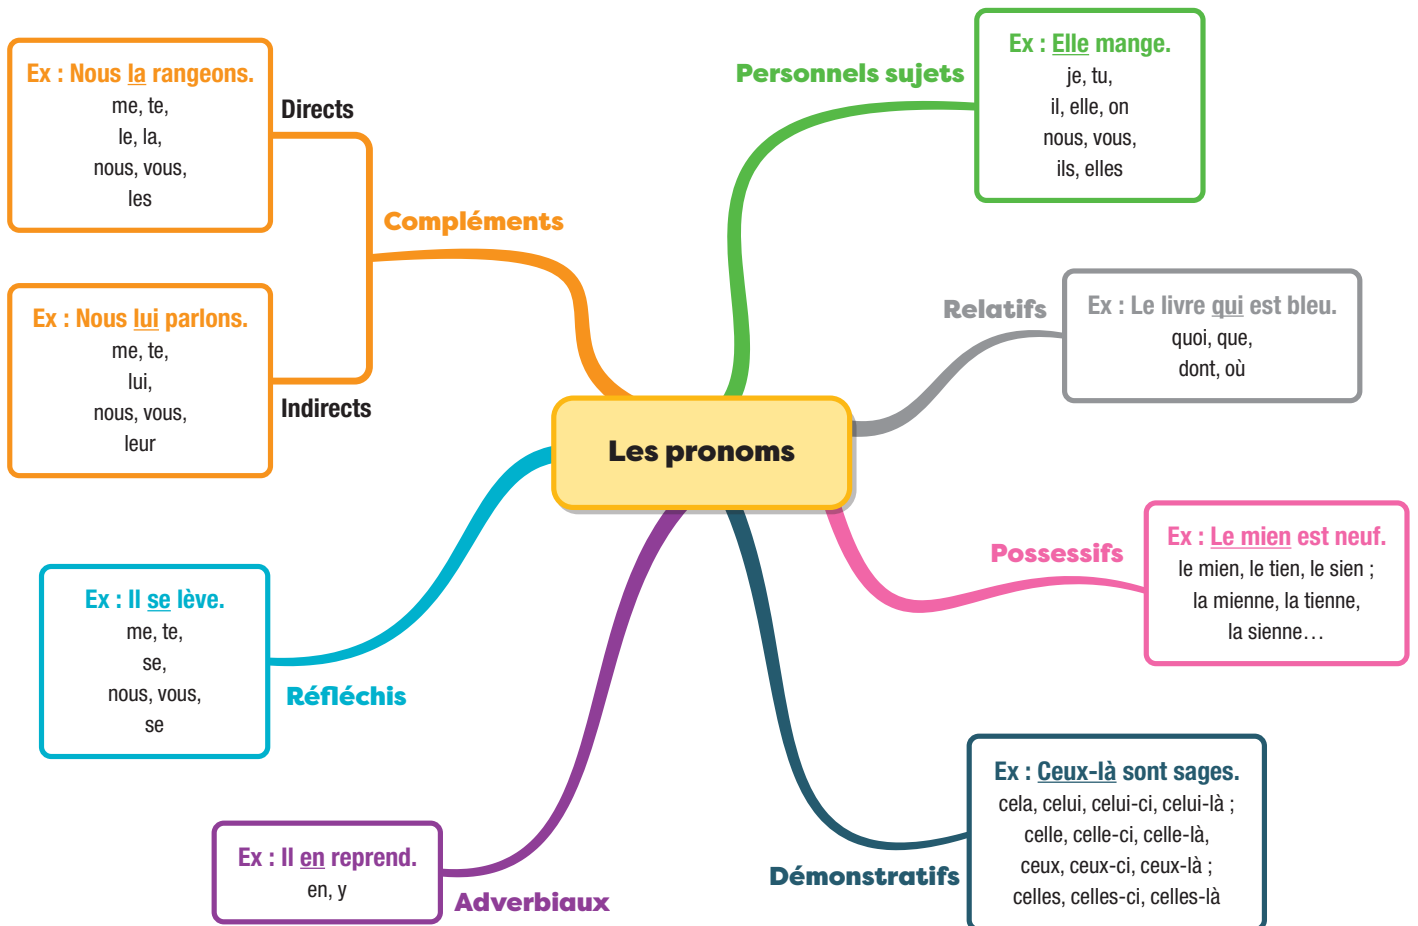 Les pronoms
Compléments
Directs
Ex : Nous la rangeons.
me, te,
le, la,
nous, vous,
les
Indirects
Ex : Nous lui parlons.
me, te,
lui,
nous, vous,
leur
Réfléchis
Ex : Il se lève.
me, te,
se,
nous, vous,
se
Adverbiaux
Ex : Il en reprend.
en, y
Personnels sujets
Ex : Elle mange.
je, tu,
il, elle, on
nous, vous,
ils, elles
Relatifs
Ex : Le livre qui est bleu.
quoi, que,
dont, où
Possessifs
Ex : Le mien est neuf.
le mien, le tien, le sien ;
la mienne, la tienne,
la sienne…
Démonstratifs
Ex : Ceux-là sont sages.
cela, celui, celui-ci, celui-là ;
celle, celle-ci, celle-là,
ceux, ceux-ci, ceux-là ;
celles, celles-ci, celles-là